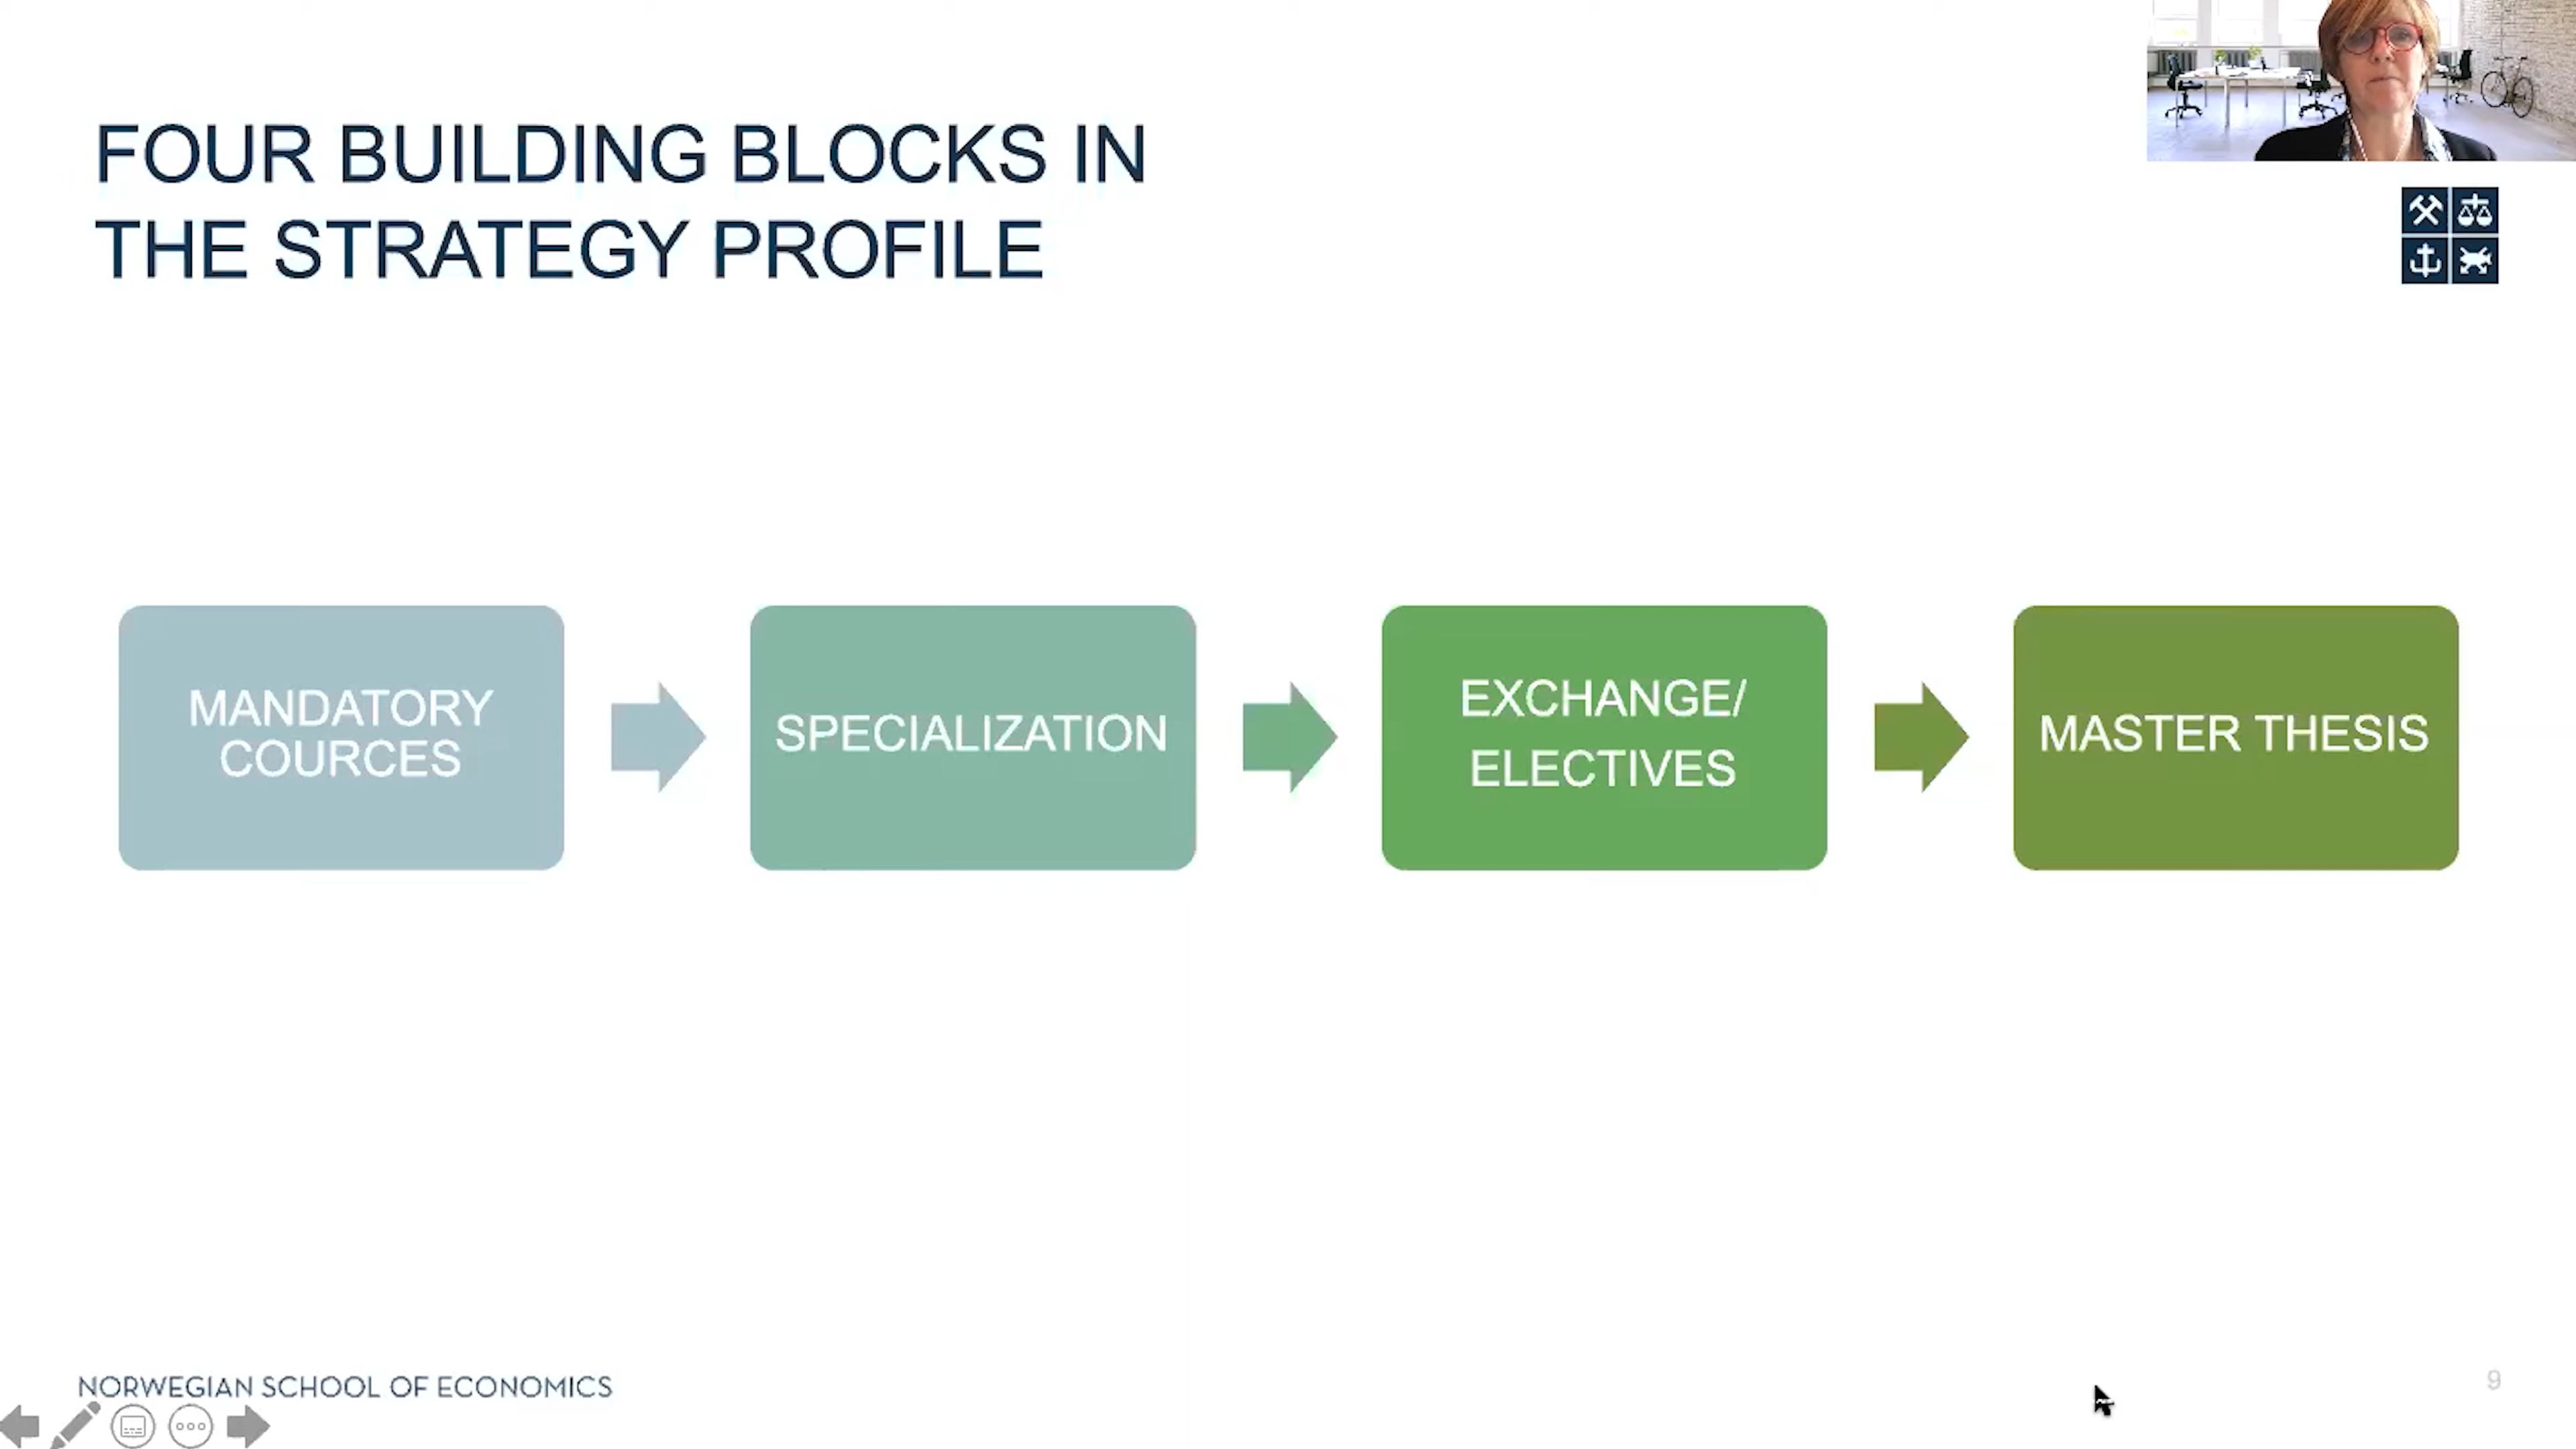 FOUR BUILDING BLOCKS IN
THE STRATEGY PROFILE
MANDATORY
COURCES
SPECIALIZATION
EXCHANGE/
ELECTIVES
MASTER THESIS
NORWEGIAN SCHOOL OF ECONOMICS
9